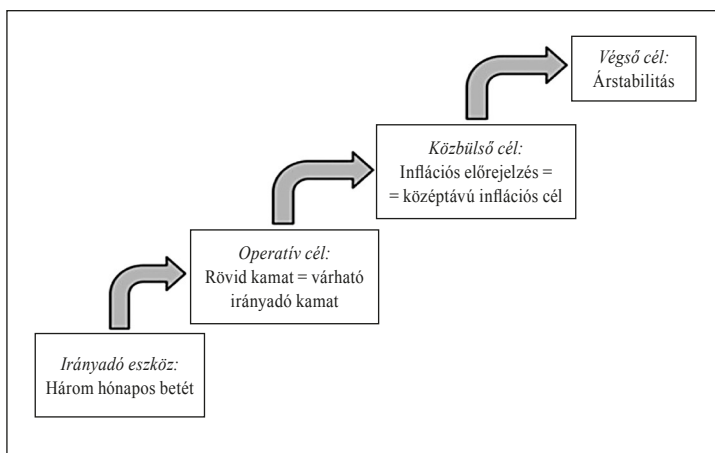 Végső cél:
Árstabilitás
Közbülső cél:
Inflációs előrejelzés =
= középtávú inflációs cél
Operatív cél:
Rövid kamat = várható
irányadó kamat
Irányadó eszköz:
Három hónapos betét